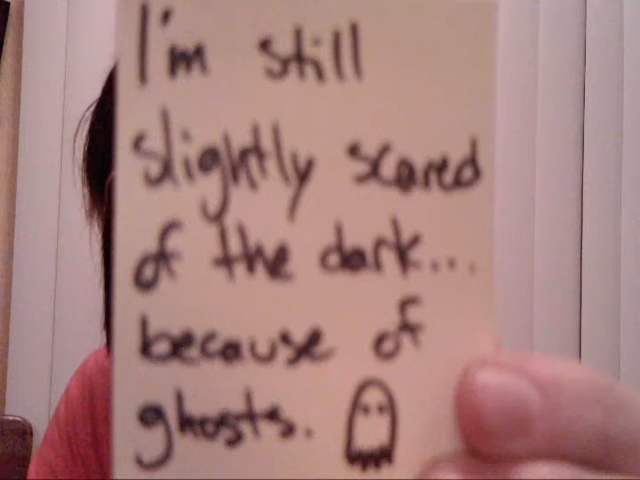 I'm still
slightly scared
of the dark...
because of
ghosts.